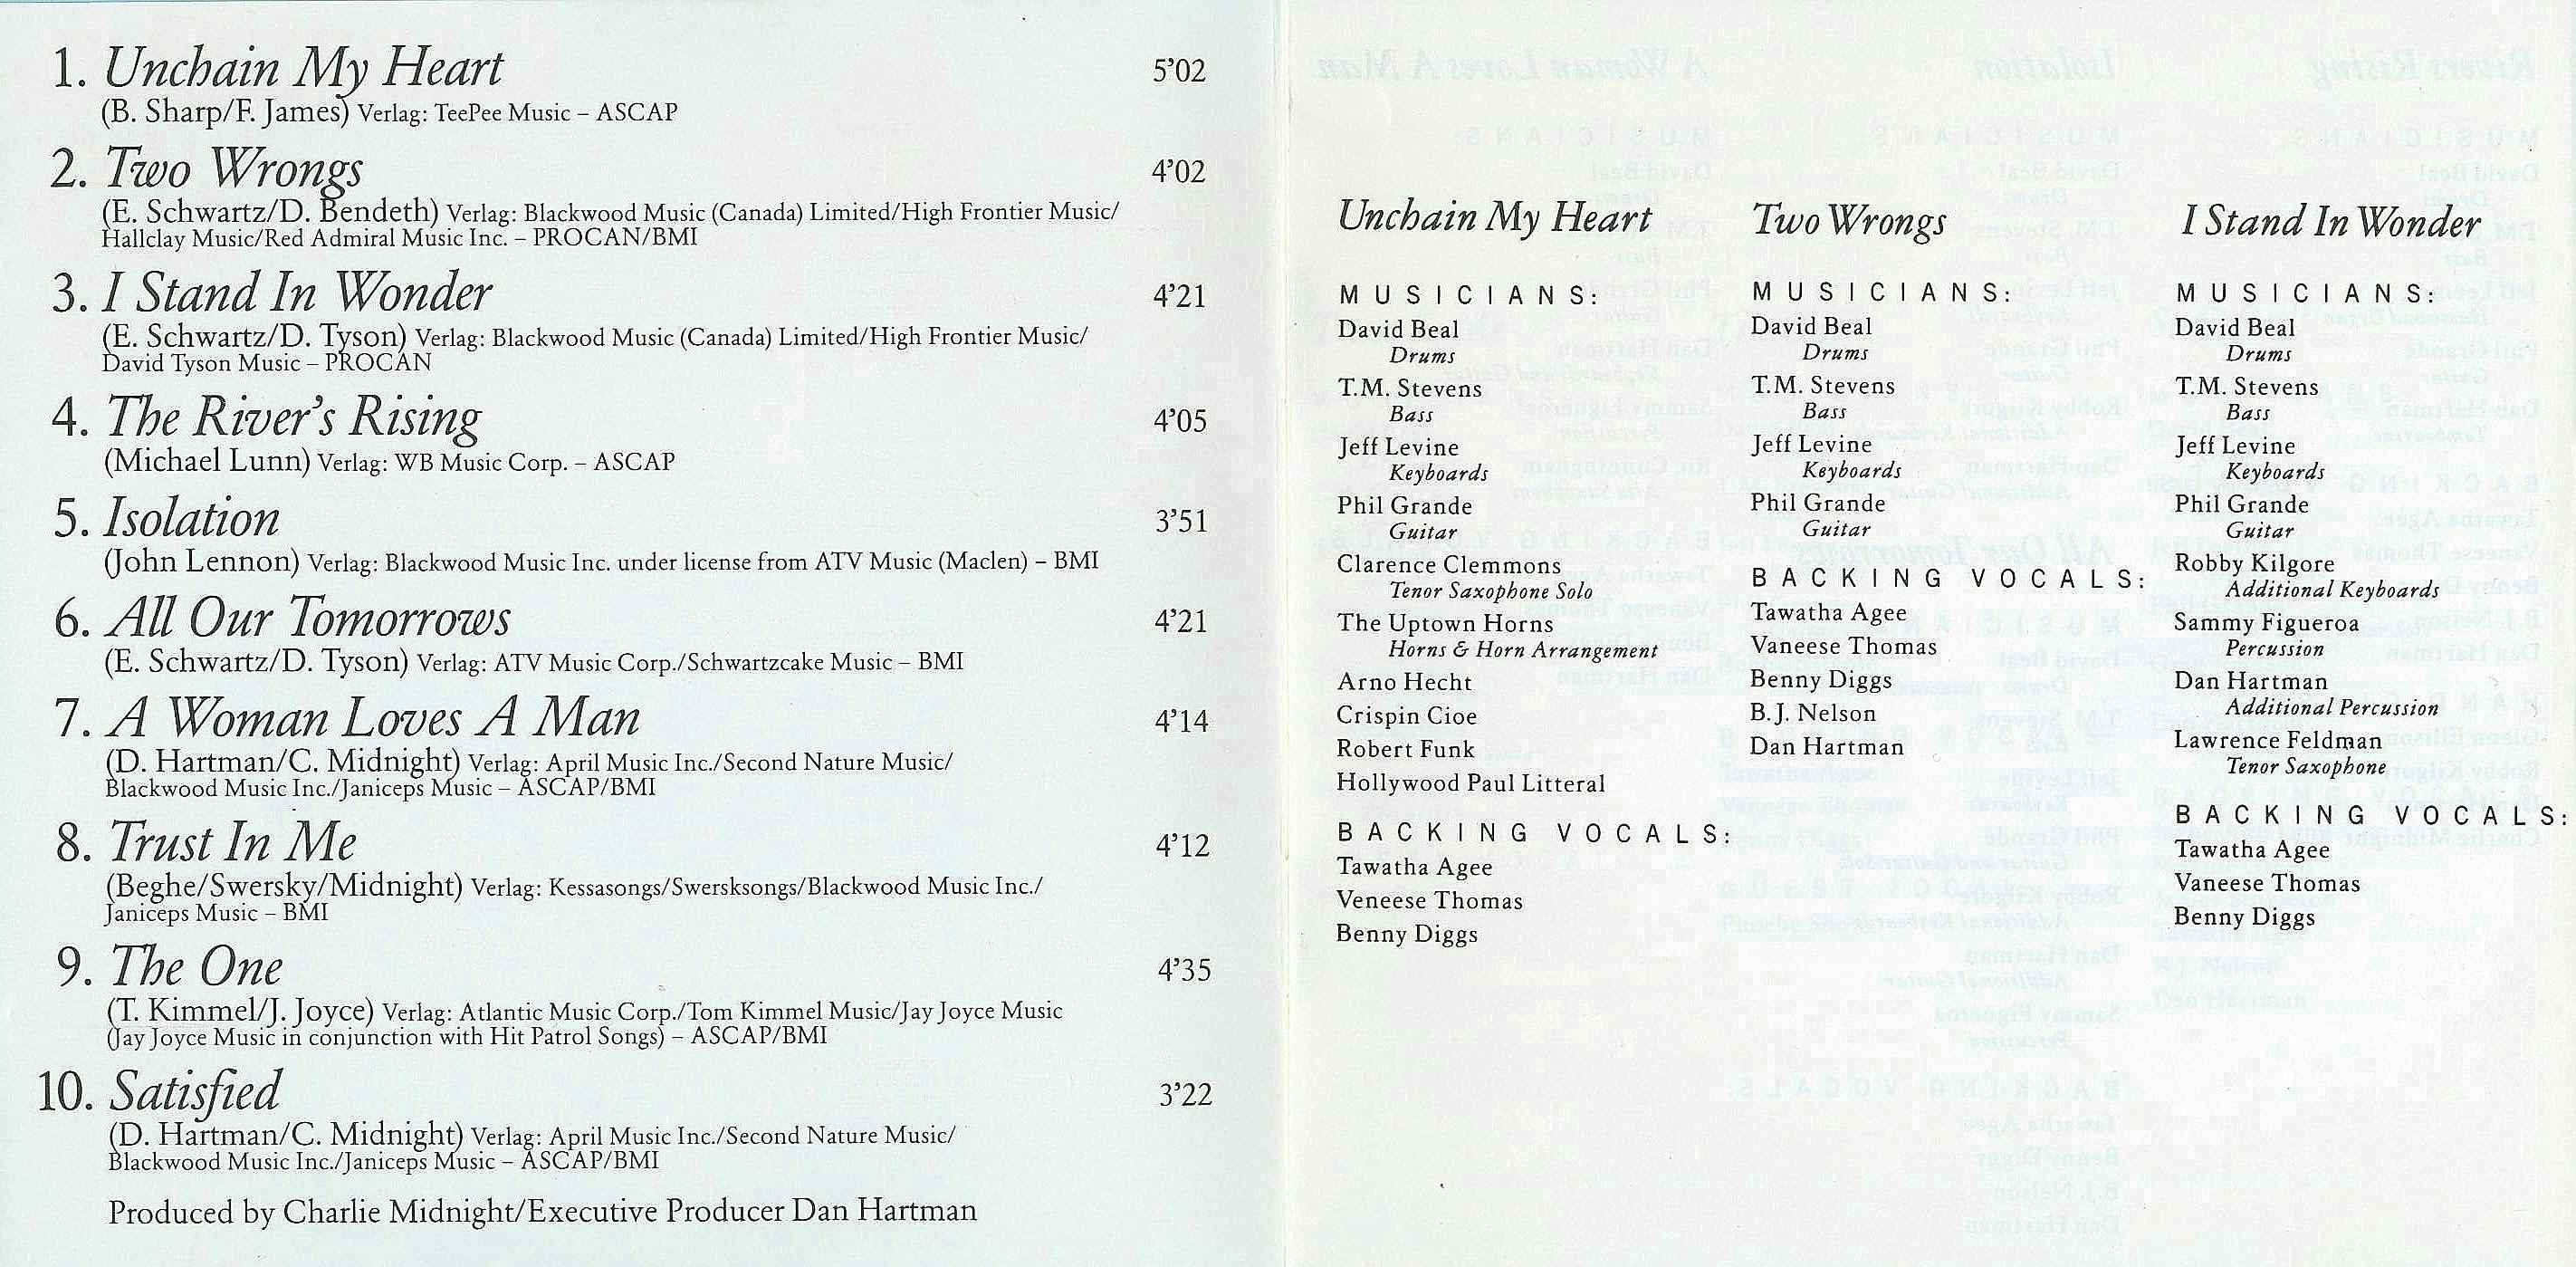 1. Unchain My Heart 5'02
(B. Sharp/F. James) Verlag: TeePee Music – ASCAP
2. Two Wrongs 4'02
(E. Schwartz/D. Bendeth) Verlag: Blackwood Music (Canada) Limited/High Frontier Music/
Hallclay Music/Red Admiral Music Inc. – PROCAN/BMI
3. I Stand In Wonder 4'21
(E. Schwartz/D. Tyson) Verlag: Blackwood Music (Canada) Limited/High Frontier Music/
David Tyson Music – PROCAN
4. The River's Rising 4'05
(Michael Lunn) Verlag: WB Music Corp. – ASCAP
5. Isolation 3'51
(John Lennon) Verlag: Blackwood Music Inc. under license from ATV Music (Maclen) – BMI
6. All Our Tomorrows 4'21
(E. Schwartz/D. Tyson) Verlag: ATV Music Corp./Schwartzcake Music – BMI
7. A Woman Loves A Man 4'14
(D. Hartman/C. Midnight) Verlag: April Music Inc./Second Nature Music/
Blackwood Music Inc./Janiceps Music – ASCAP/BMI
8. Trust In Me 4'12
(Beghe/Swersky/Midnight) Verlag: Kessasongs/Swersksongs/Blackwood Music Inc./
Janiceps Music – BMI
9. The One 4'35
(T. Kimmel/J. Joyce) Verlag: Atlantic Music Corp./Tom Kimmel Music/Jay Joyce Music
(Jay Joyce Music in conjunction with Hit Patrol Songs) – ASCAP/BMI
10. Satisfied 3'22
(D. Hartman/C. Midnight) Verlag: April Music Inc./Second Nature Music/
Blackwood Music Inc./Janiceps Music – ASCAP/BMI
Produced by Charlie Midnight/Executive Producer Dan Hartman
Unchain My Heart
MUSICIANS:
David Beal
Drums
T.M. Stevens
Bass
Jeff Levine
Keyboards
Phil Grande
Guitar
Clarence Clemmons
Tenor Saxophone Solo
The Uptown Horns
Horns & Horn Arrangement
Arno Hecht
Crispin Cioe
Robert Funk
Hollywood Paul Litteral
BACKING VOCALS:
Tawatha Agee
Veneese Thomas
Benny Diggs
Two Wrongs
MUSICIANS:
David Beal
Drums
T.M. Stevens
Bass
Jeff Levine
Keyboards
Phil Grande
Guitar
BACKING VOCALS:
Tawatha Agee
Vaneese Thomas
Benny Diggs
B.J. Nelson
Dan Hartman
I Stand In Wonder
MUSICIANS:
David Beal
Drums
T.M. Stevens
Bass
Jeff Levine
Keyboards
Phil Grande
Guitar
Robby Kilgore
Additional Keyboards
Sammy Figueroa
Percussion
Dan Hartman
Additional Percussion
Lawrence Feldman
Tenor Saxophone
BACKING VOCALS:
Tawatha Agee
Vaneese Thomas
Benny Diggs